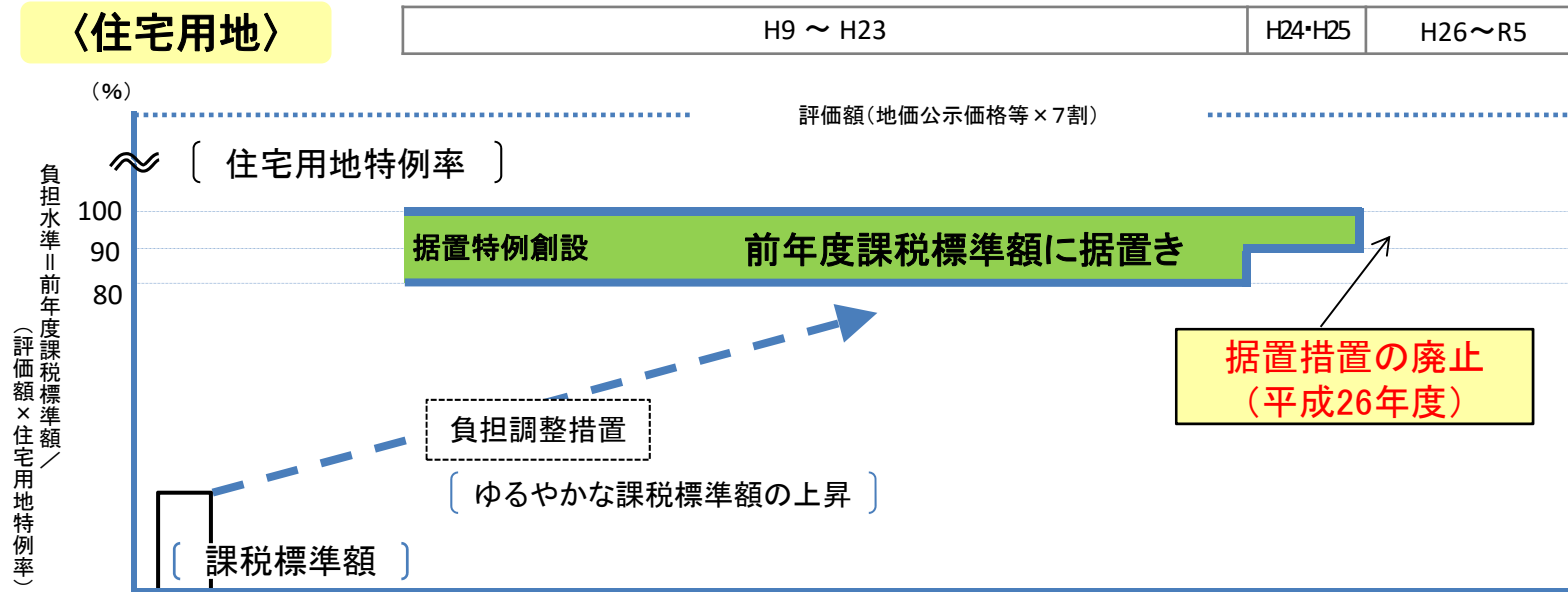 〈住宅用地〉
H9 ～ H23
H24・H25
H26～R5
（%）
評価額（地価公示価格等×７割）
〔 住宅用地特例率 〕
100
90
80
負担水準＝前年度課税標準額／
（評価額×住宅用地特例率）
据置特例創設
前年度課税標準額に据置き
据置措置の廃止
（平成26年度）
負担調整措置
〔 ゆるやかな課税標準額の上昇 〕
〔 課税標準額 〕